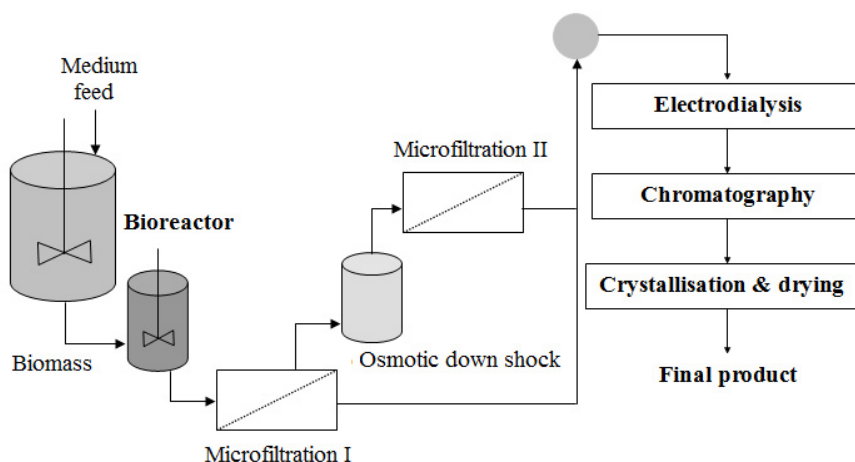 Medium
feed
Bioreactor
Biomass
Microfiltration I
Osmotic down shock
Microfiltration II
Electrodialysis
Chromatography
Crystallisation & drying
Final product